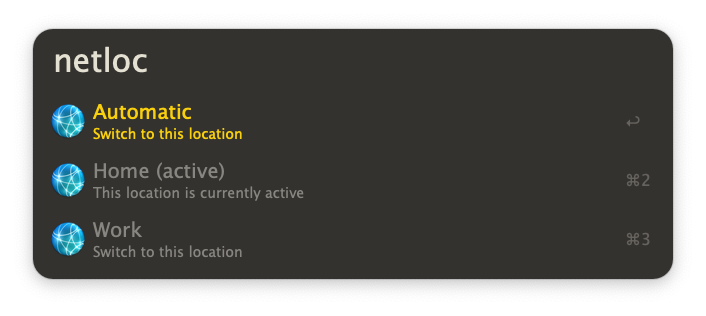 netloc
Automatic
Switch to this location
↩
Home (active)
This location is currently active
⌘2
Work
Switch to this location
⌘3